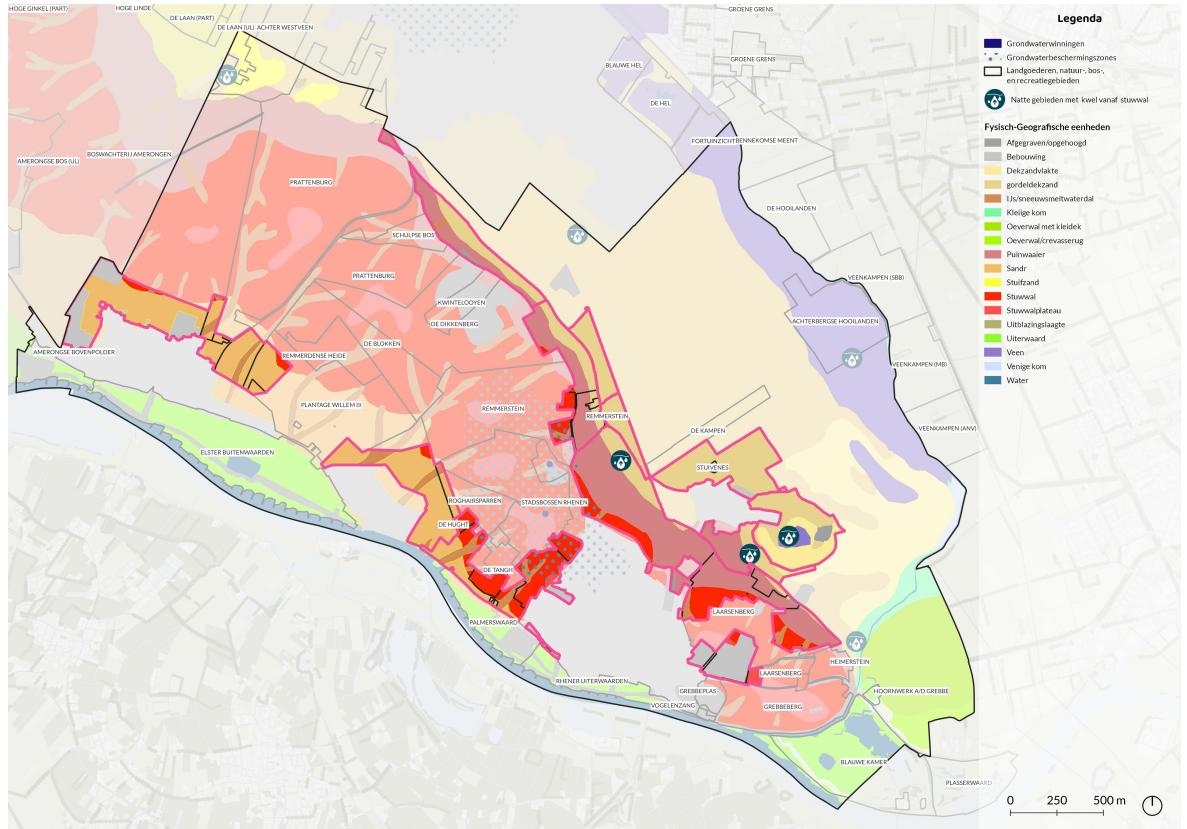 HOGE GINKEL (PART)
HOGE LINDE
DE LAAN (PART)
DE LAAN (UL)
ACHTER WESTVEEN
GROENE GRENS
GROENE GRENS
BLAUWE HEL
DE HEL
FORTUINZICHT
BENNEKOMSE MEENT
AMERONGSE BOS (UL)
BOSWACHTERIJ AMERONGEN
PRATTENBURG
DE HOOILANDEN
SCHULPSE BOS
PRATTENBURG
VEENKAMPEN (SBB)
KWINTELOOYEN
DE DIKKENBERG
ACHTERBERGSE HOOILANDEN
DE BLOKKEN
AMERONGSE BOVENPOLDER
REMMERDENSE HEIDE
VEENKAMPEN (MB)
PLANTAGE WILLEM III
REMMERSTEIN
REMMERSTEIN
DE KAMPEN
VEENKAMPEN (ANV)
ELSTER BUITENWAARDEN
STUIVENES
ROGHAIRSPARREN
STADSBOSSEN RHENEN
DE HUGHT
DE TANGH
LAARSENBERG
PALMERSWAARD
HEIMERSTEIN
LAARSENBERG
RHENER UITERWAARDEN
GREBBEPLAS
HOORNWERK A/D GREBBE
VOGELENZANG
GREBBEBERG
BLAUWE KAMER
PLASSERWAARD
Legenda
Grondwaterwinningen
Grondwaterbeschermingszones
Landgoederen, natuur-, bos-,
en recreatiegebieden
Natte gebieden met kwel vanaf stuwwal
Fysisch-Geografische eenheden
Afgegraven/opgehoogd
Bebouwing
Dekzandvlakte
gordeldekzand
IJs/sneeuwsmeltwaterdal
Kleiige kom
Oeverwal met kleidek
Oeverwal/crevasserug
Puinwaaier
Sandr
Stuifzand
Stuwwal
Stuwwalplateau
Uitblazingslaagte
Uiterwaard
Veen
Venige kom
Water
0 250 500 m